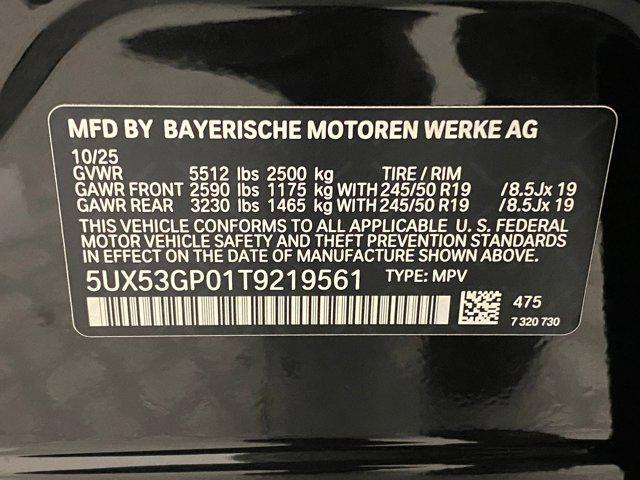 MFD BY BAYERISCHE MOTOREN WERKE AG
10/25
GVWR 5512 lbs 2500 kg TIRE / RIM
GAWR FRONT 2590 lbs 1175 kg WITH 245/50 R19 /8.5Jx 19
GAWR REAR 3230 lbs 1465 kg WITH 245/50 R19 /8.5Jx 19
THIS VEHICLE CONFORMS TO ALL APPLICABLE U. S. FEDERAL
MOTOR VEHICLE SAFETY AND THEFT PREVENTION STANDARDS
IN EFFECT ON THE DATE OF MANUFACTURE SHOWN ABOVE.
5UX53GP01T9219561 TYPE: MPV
475
7 320 730